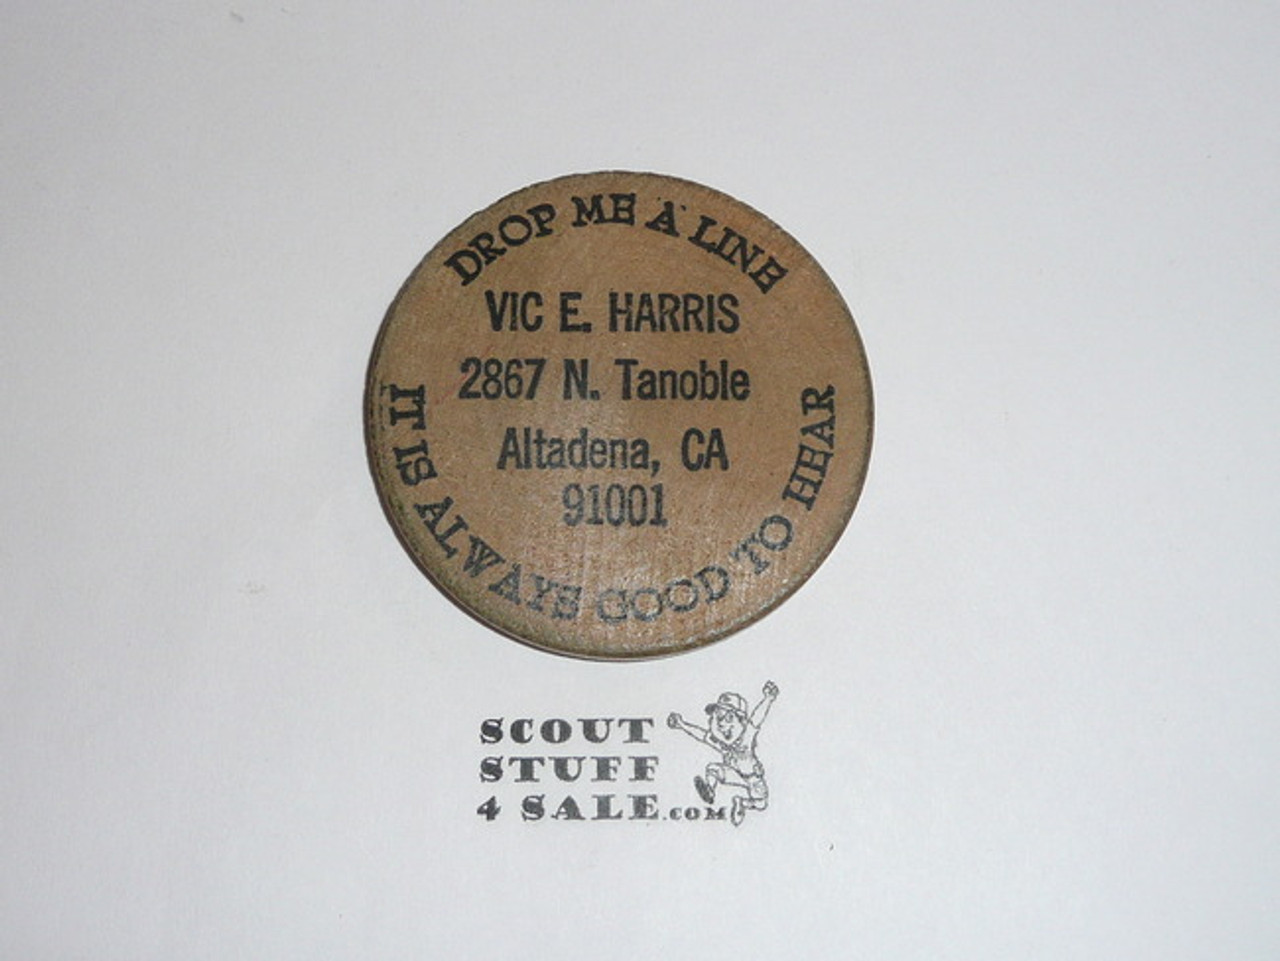 DROP ME A LINE
VIC E. HARRIS
2867 N. Tanoble
Altadena, CA
91001
IT IS ALWAYS GOOD TO HEAR
SCOUT
STUFF
4 SALE.COM